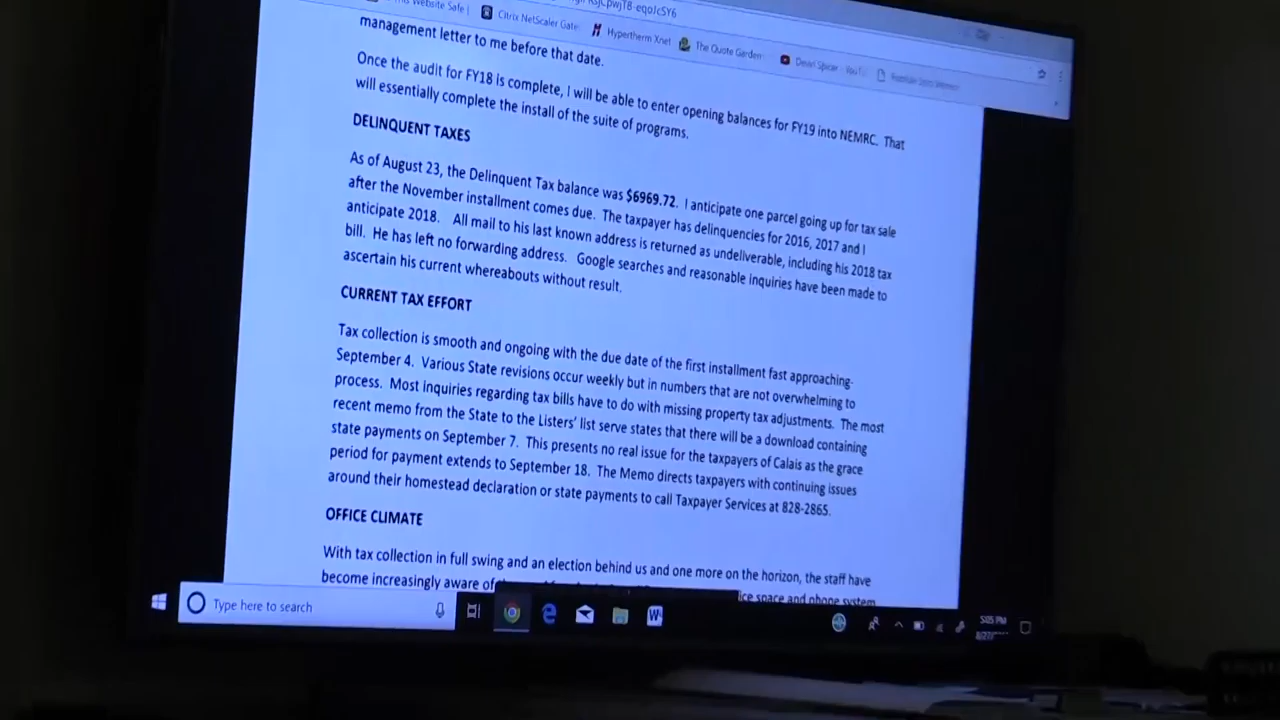 Website Safe |
Citrix NetScaler Gate
Hypertherm Xnet
The Quote Garden
management letter to me before that date.
Once the audit for FY18 is complete, I will be able to enter opening balances for FY19 into NEMRC. That
will essentially complete the install of the suite of programs.
DELINQUENT TAXES
As of August 23, the Delinquent Tax balance was $6969.72. I anticipate one parcel going up for tax sale
after the November installment comes due. The taxpayer has delinquencies for 2016, 2017 and I
anticipate 2018. All mail to his last known address is returned as undeliverable, including his 2018 tax
bill. He has left no forwarding address. Google searches and reasonable inquiries have been made to
ascertain his current whereabouts without result.
CURRENT TAX EFFORT
Tax collection is smooth and ongoing with the due date of the first installment fast approaching-
September 4. Various State revisions occur weekly but in numbers that are not overwhelming to
process. Most inquiries regarding tax bills have to do with missing property tax adjustments. The most
recent memo from the State to the Listers' list serve states that there will be a download containing
state payments on September 7. This presents no real issue for the taxpayers of Calais as the grace
period for payment extends to September 18. The Memo directs taxpayers with continuing issues
around their homestead declaration or state payments to call Taxpayer Services at 828-2865.
OFFICE CLIMATE
With tax collection in full swing and an election behind us and one more on the horizon, the staff have
become increasingly aware of space and phone system
Type here to search
5:05 PM